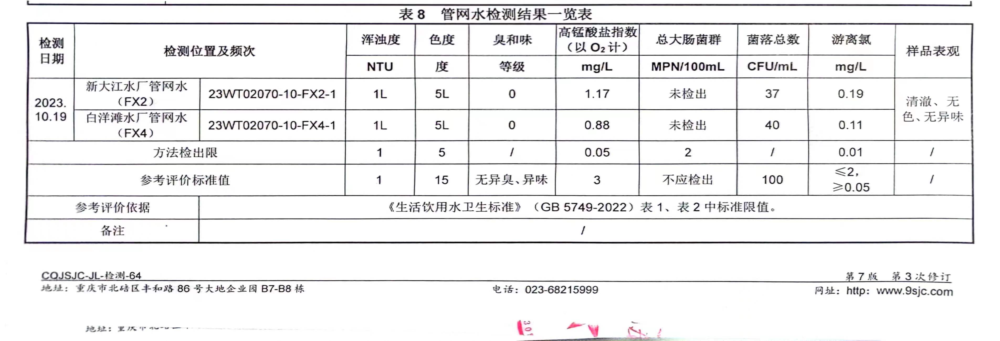 表 8 管网水检测结果一览表
检测日期 检测位置及频次 浑浊度 色度 臭和味 高锰酸盐指数（以 O₂ 计） 总大肠菌群 菌落总数 游离氯 样品表观
NTU 度 等级 mg/L MPN/100mL CFU/mL mg/L
2023.10.19 新大江水厂管网水（FX2） 23WT02070-10-FX2-1 1L 5L 0 1.17 未检出 37 0.19 清澈、无色、无异味
白洋滩水厂管网水（FX4） 23WT02070-10-FX4-1 1L 5L 0 0.88 未检出 40 0.11
方法检出限 1 5 / 0.05 2 / 0.01 /
参考评价标准值 1 15 无异臭、异味 3 不应检出 100 ≤2，≥0.05 /
参考评价依据 《生活饮用水卫生标准》（GB 5749-2022）表 1、表 2 中标准限值。
备注 /
CQJSJC-JL-检测-64 第 7 版 第 3 次修订
地址：重庆市北碚区丰和路 86 号大地企业园 B7-B8 栋 电话：023-68215999 网址：http：www.9sjc.com
地址：重庆市北